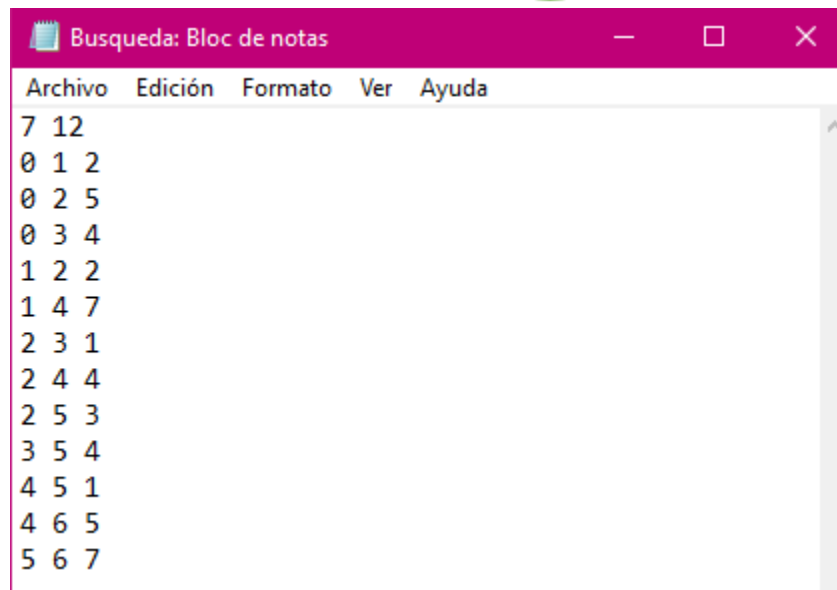 Busqueda: Bloc de notas
Archivo Edición Formato Ver Ayuda
7 12
0 1 2
0 2 5
0 3 4
1 2 2
1 4 7
2 3 1
2 4 4
2 5 3
3 5 4
4 5 1
4 6 5
5 6 7